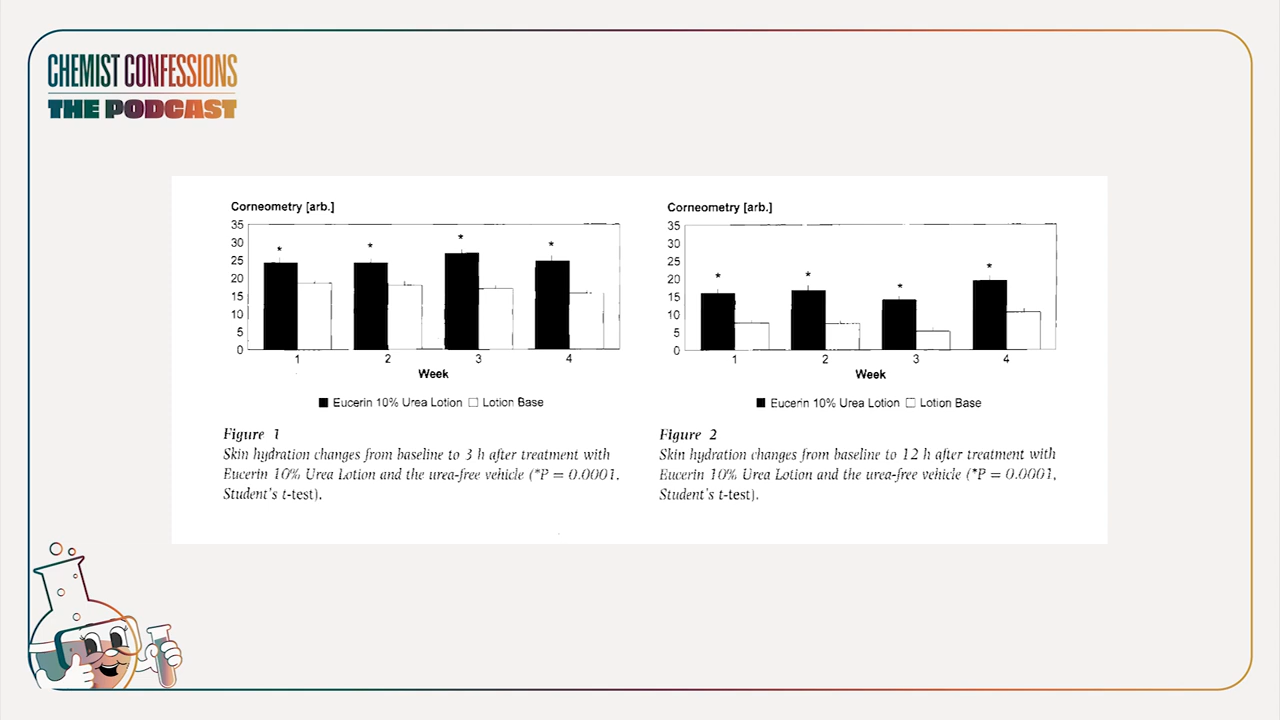 CHEMIST CONFESSIONS
THE PODCAST
Corneometry [arb.]
35
30
25
20
15
10
5
0
1 2 3 4
Week
Eucerin 10% Urea Lotion Lotion Base
Figure 1
Skin hydration changes from baseline to 3 h after treatment with
Eucerin 10% Urea Lotion and the urea-free vehicle (*P = 0.0001,
Student's t-test).
Corneometry [arb.]
35
30
25
20
15
10
5
0
1 2 3 4
Week
Eucerin 10% Urea Lotion Lotion Base
Figure 2
Skin hydration changes from baseline to 12 h after treatment with
Eucerin 10% Urea Lotion and the urea-free vehicle (*P = 0.0001,
Student's t-test).